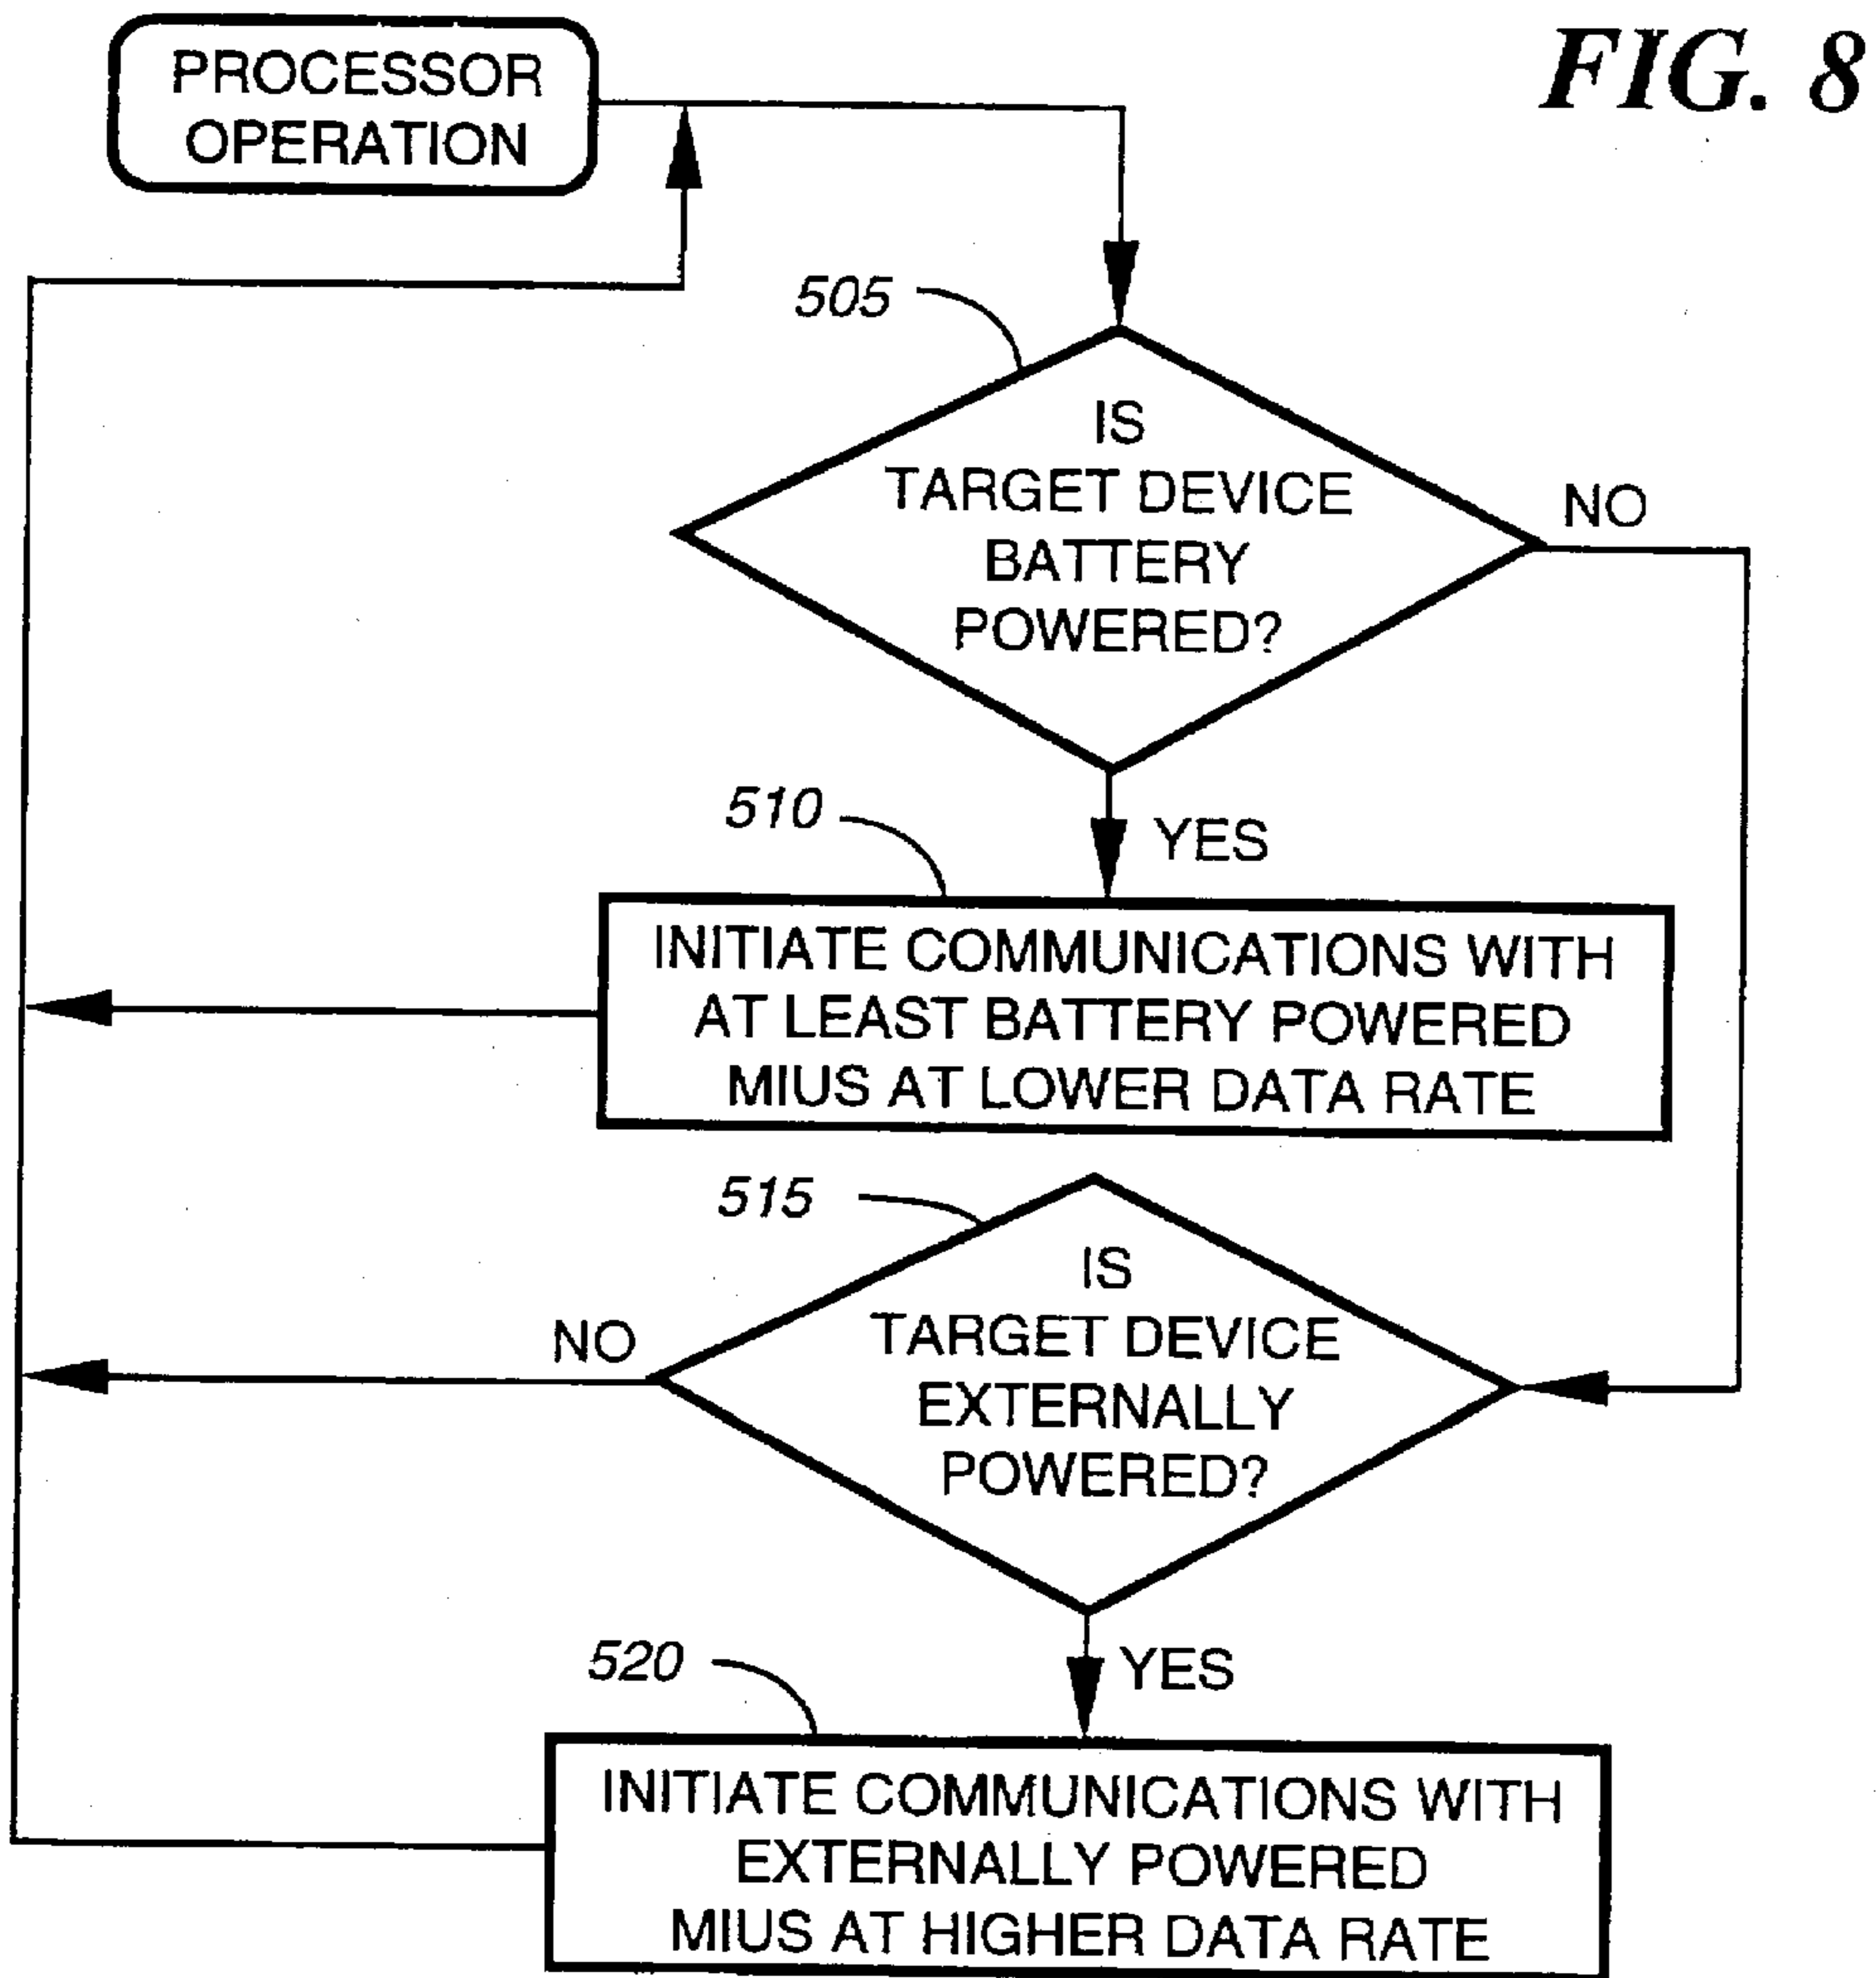 FIG. 8
PROCESSOR
OPERATION
505
IS
TARGET DEVICE
BATTERY
POWERED?
NO
510
YES
INITIATE COMMUNICATIONS WITH
AT LEAST BATTERY POWERED
MIUS AT LOWER DATA RATE
515
IS
TARGET DEVICE
EXTERNALLY
POWERED?
NO
520
YES
INITIATE COMMUNICATIONS WITH
EXTERNALLY POWERED
MIUS AT HIGHER DATA RATE